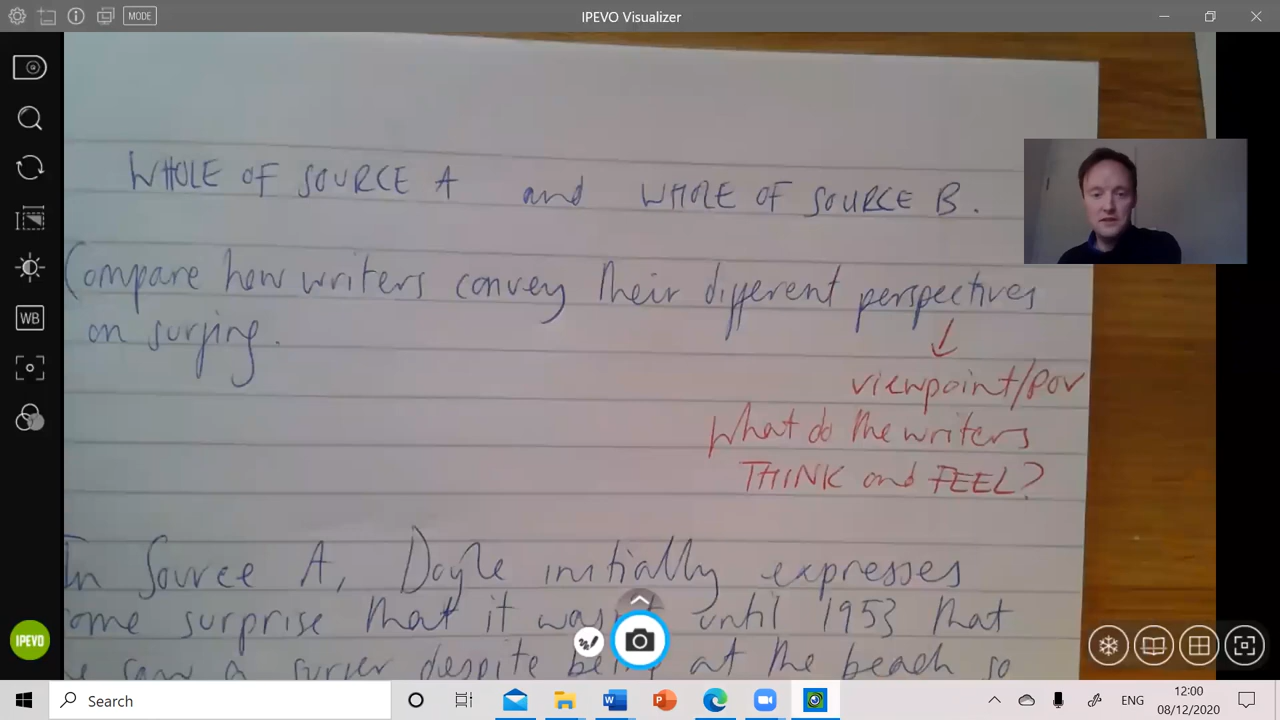 MODE
IPEVO Visualizer
WHOLE OF SOURCE A and WHOLE OF SOURCE B.
Compare how writers convey their different perspectives
on surfing.
viewpoint/POV
What do the writers
THINK and FEEL?
In Source A, Doyle initially expresses
ome surprise that it wasn't until 1953 that
e saw a surfer despite being at the beach so
WB
IPEVO
Search
ENG
12:00
08/12/2020